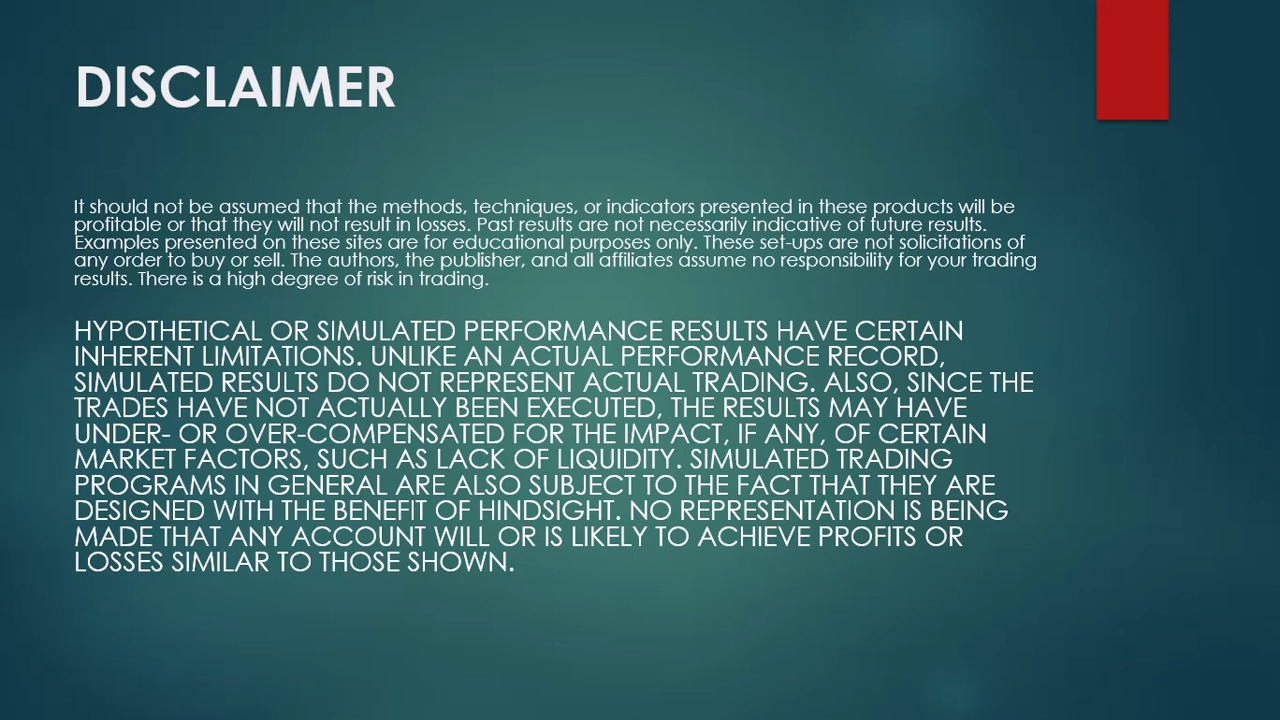 DISCLAIMER
It should not be assumed that the methods, techniques, or indicators presented in these products will be
profitable or that they will not result in losses. Past results are not necessarily indicative of future results.
Examples presented on these sites are for educational purposes only. These set-ups are not solicitations of
any order to buy or sell. The authors, the publisher, and all affiliates assume no responsibility for your trading
results. There is a high degree of risk in trading.
HYPOTHETICAL OR SIMULATED PERFORMANCE RESULTS HAVE CERTAIN
INHERENT LIMITATIONS. UNLIKE AN ACTUAL PERFORMANCE RECORD,
SIMULATED RESULTS DO NOT REPRESENT ACTUAL TRADING. ALSO, SINCE THE
TRADES HAVE NOT ACTUALLY BEEN EXECUTED, THE RESULTS MAY HAVE
UNDER- OR OVER-COMPENSATED FOR THE IMPACT, IF ANY, OF CERTAIN
MARKET FACTORS, SUCH AS LACK OF LIQUIDITY. SIMULATED TRADING
PROGRAMS IN GENERAL ARE ALSO SUBJECT TO THE FACT THAT THEY ARE
DESIGNED WITH THE BENEFIT OF HINDSIGHT. NO REPRESENTATION IS BEING
MADE THAT ANY ACCOUNT WILL OR IS LIKELY TO ACHIEVE PROFITS OR
LOSSES SIMILAR TO THOSE SHOWN.